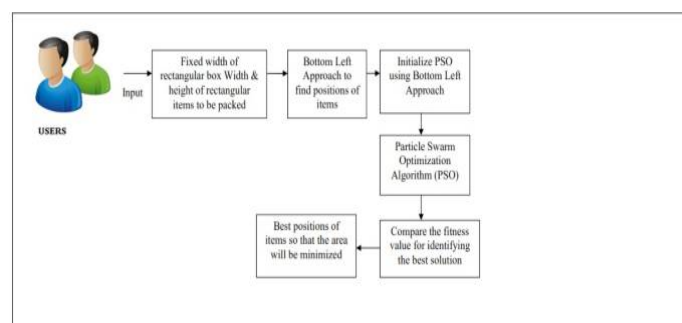 USERS
Input
Fixed width of
rectangular box Width &
height of rectangular
items to be packed
Bottom Left
Approach to
find positions of
items
Initialize PSO
using Bottom Left
Approach
Particle Swarm
Optimization
Algorithm (PSO)
Compare the fitness
value for identifying
the best solution
Best positions of
items so that the area
will be minimized